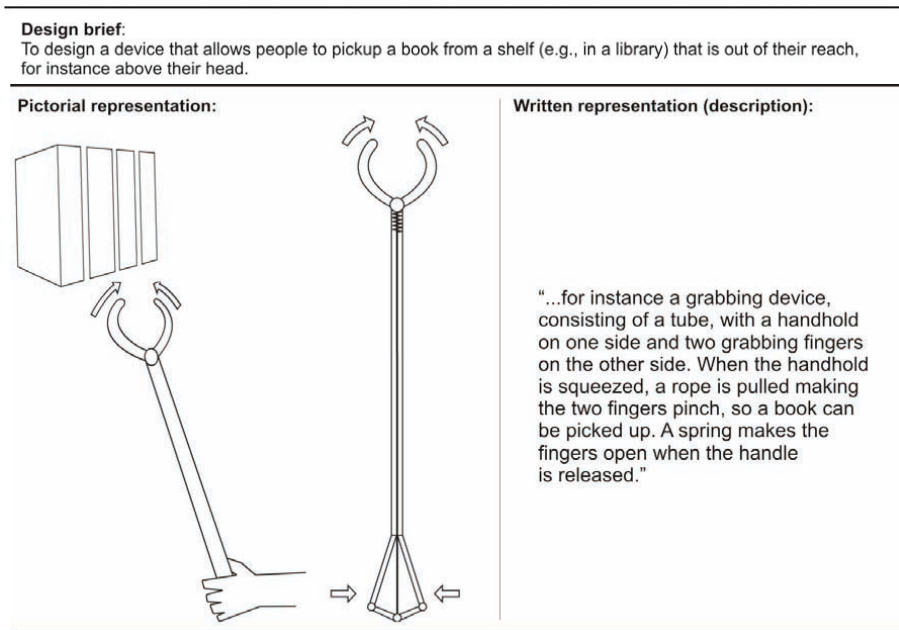 Design brief:
To design a device that allows people to pickup a book from a shelf (e.g., in a library) that is out of their reach,
for instance above their head.
Pictorial representation:
Written representation (description):
“...for instance a grabbing device,
consisting of a tube, with a handhold
on one side and two grabbing fingers
on the other side. When the handhold
is squeezed, a rope is pulled making
the two fingers pinch, so a book can
be picked up. A spring makes the
fingers open when the handle
is released.”